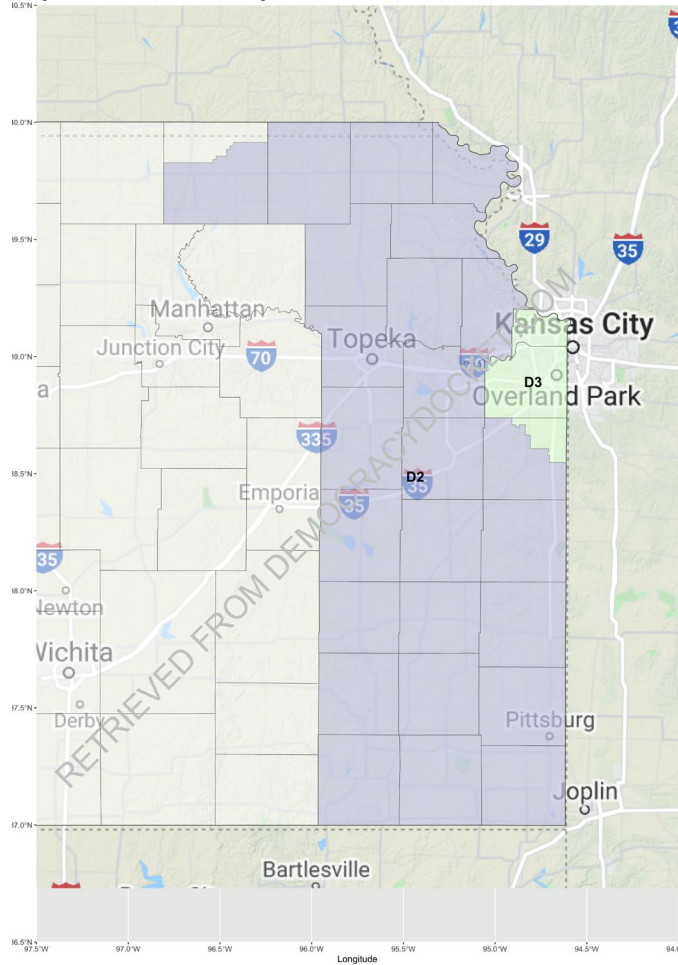 40.5°N
40.0°N
29
35
39.5°N
Manhattan
Kansas City
Topeka
Junction City
70
39.0°N
D3
Overland Park
a
335
38.5°N
D2
35
Emporia
35
35
38.0°N
Newton
Wichita
RETRIEVED FROM DEMOCRACYDOCKET.COM
37.5°N
Derby
Pittsburg
Joplin
37.0°N
Bartlesville
36.5°N
97.5°W 97.0°W 96.5°W 96.0°W 95.5°W 95.0°W 94.5°W
Longitude